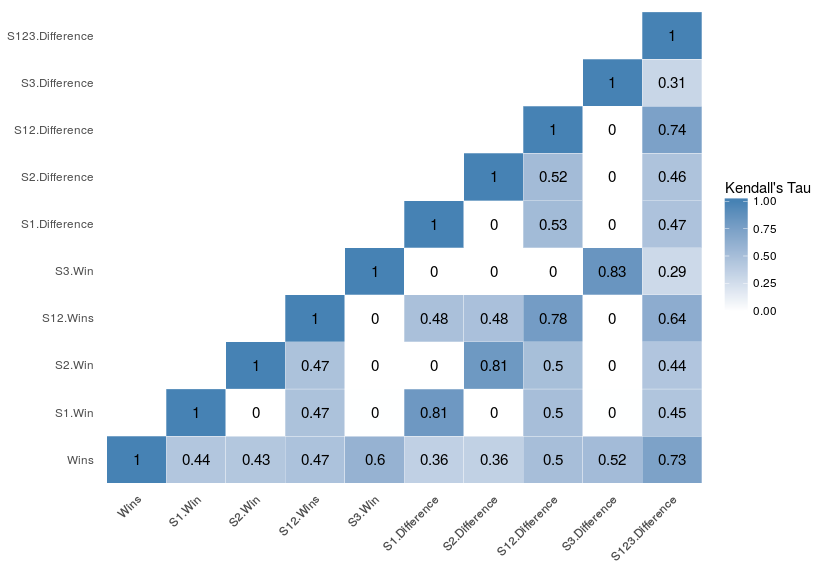 S123.Difference 1
S3.Difference 1 0.31
S12.Difference 1 0 0.74
S2.Difference 1 0.52 0 0.46
S1.Difference 1 0 0.53 0 0.47
S3.Win 1 0 0 0 0.83 0.29
S12.Wins 1 0 0.48 0.48 0.78 0 0.64
S2.Win 1 0.47 0 0 0.81 0.5 0 0.44
S1.Win 1 0 0.47 0 0.81 0 0.5 0 0.45
Wins 1 0.44 0.43 0.47 0.6 0.36 0.36 0.5 0.52 0.73
Wins S1.Win S2.Win S12.Wins S3.Win S1.Difference S2.Difference S12.Difference S3.Difference S123.Difference
Kendall's Tau
1.00
0.75
0.50
0.25
0.00